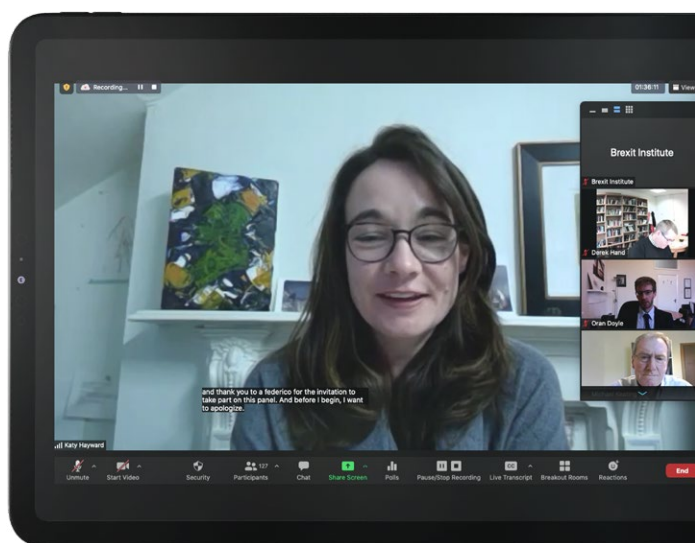 Recording...
01:36:11
View
Brexit Institute
Brexit Institute
Derek Hand
Oran Doyle
and thank you to a federico for the invitation to
take part on this panel. And before I begin, I want
to apologize.
Katy Hayward
Unmute
Start Video
Security
127
Participants
Chat
Share Screen
Polls
Pause/Stop Recording
CC
Live Transcript
Breakout Rooms
Reactions
End